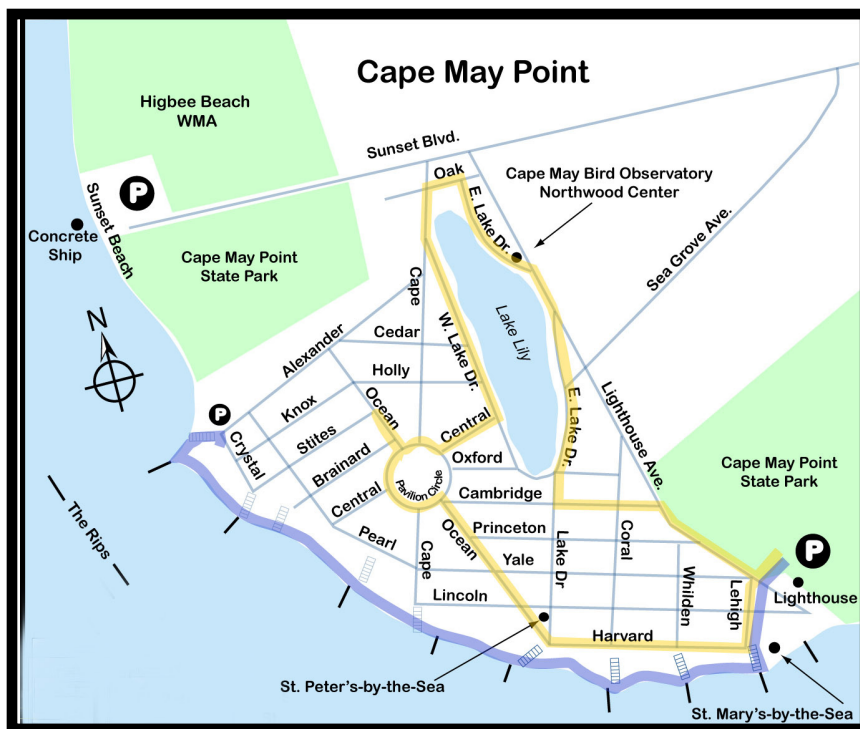 Cape May Point
Higbee Beach
WMA
Sunset Blvd.
P
Oak
Cape May Bird Observatory
Northwood Center
E. Lake Dr.
Sunset Beach
Concrete
Ship
Cape May Point
State Park
Sea Grove Ave.
Cape
N
Lake Lily
W. Lake Dr.
Alexander
Cedar
Holly
Lighthouse Ave.
P
Knox
Ocean
Central
E. Lake Dr.
Crystal
Stites
Brainard
Oxford
Cape May Point
State Park
Pavilion Circle
Central
Cambridge
The Rips
Pearl
Ocean
Princeton
Coral
P
Cape
Yale
Lake Dr
Whilden
Lehigh
Lincoln
Lighthouse
Harvard
St. Peter's-by-the-Sea
St. Mary's-by-the-Sea